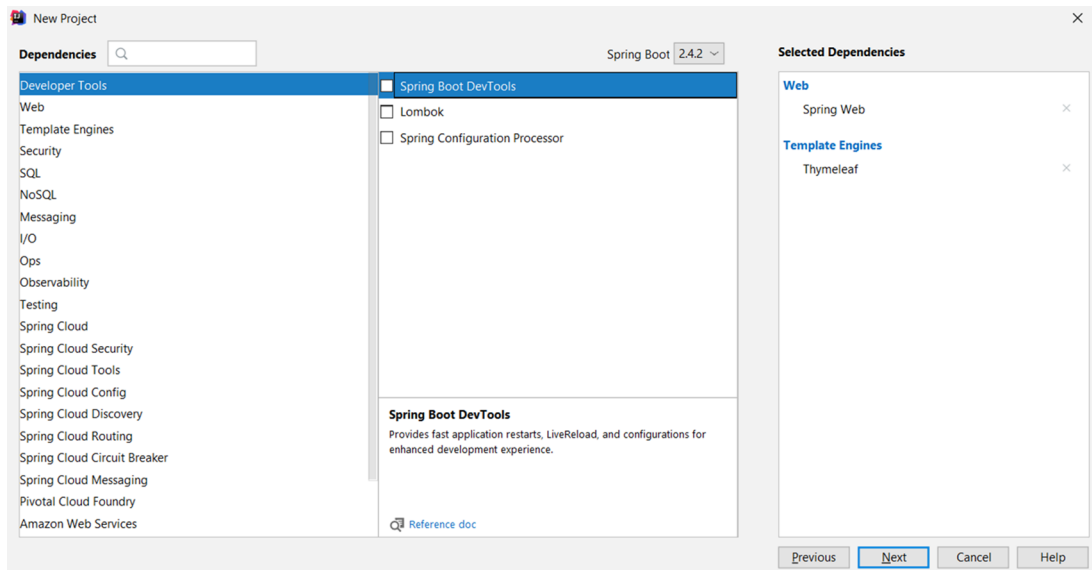 New Project
Dependencies
Spring Boot 2.4.2
Selected Dependencies
Developer Tools
Web
Template Engines
Security
SQL
NoSQL
Messaging
I/O
Ops
Observability
Testing
Spring Cloud
Spring Cloud Security
Spring Cloud Tools
Spring Cloud Config
Spring Cloud Discovery
Spring Cloud Routing
Spring Cloud Circuit Breaker
Spring Cloud Messaging
Pivotal Cloud Foundry
Amazon Web Services
Spring Boot DevTools
Lombok
Spring Configuration Processor
Spring Boot DevTools
Provides fast application restarts, LiveReload, and configurations for
enhanced development experience.
Reference doc
Web
Spring Web
Template Engines
Thymeleaf
Previous
Next
Cancel
Help